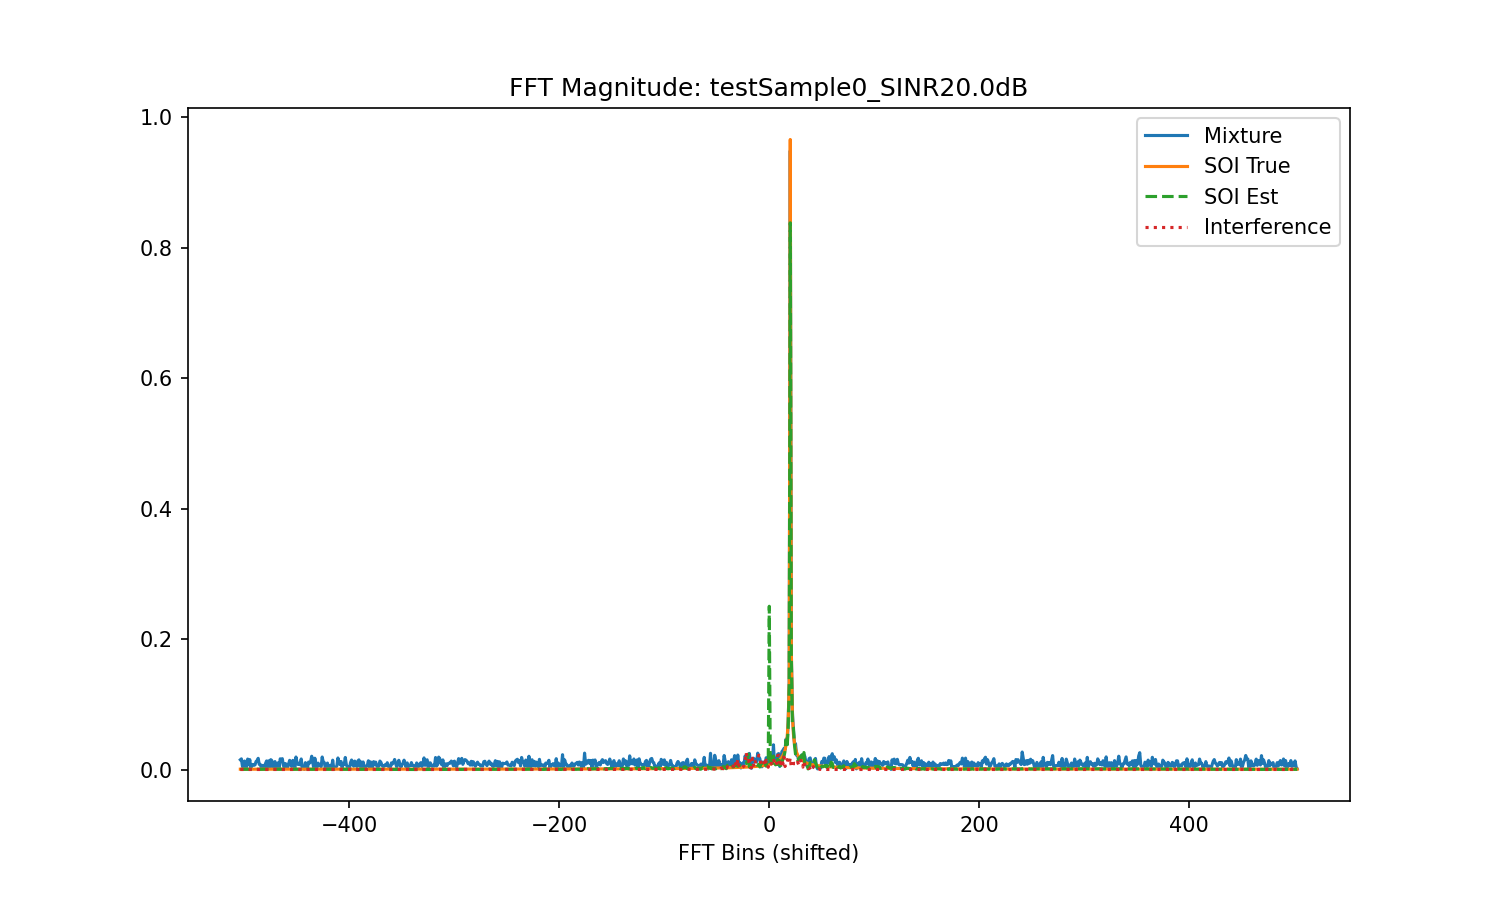 FFT Magnitude: testSample0_SINR20.0dB
1.0
0.8
0.6
0.4
0.2
0.0
Mixture
SOI True
SOI Est
Interference
−400 −200 0 200 400
FFT Bins (shifted)